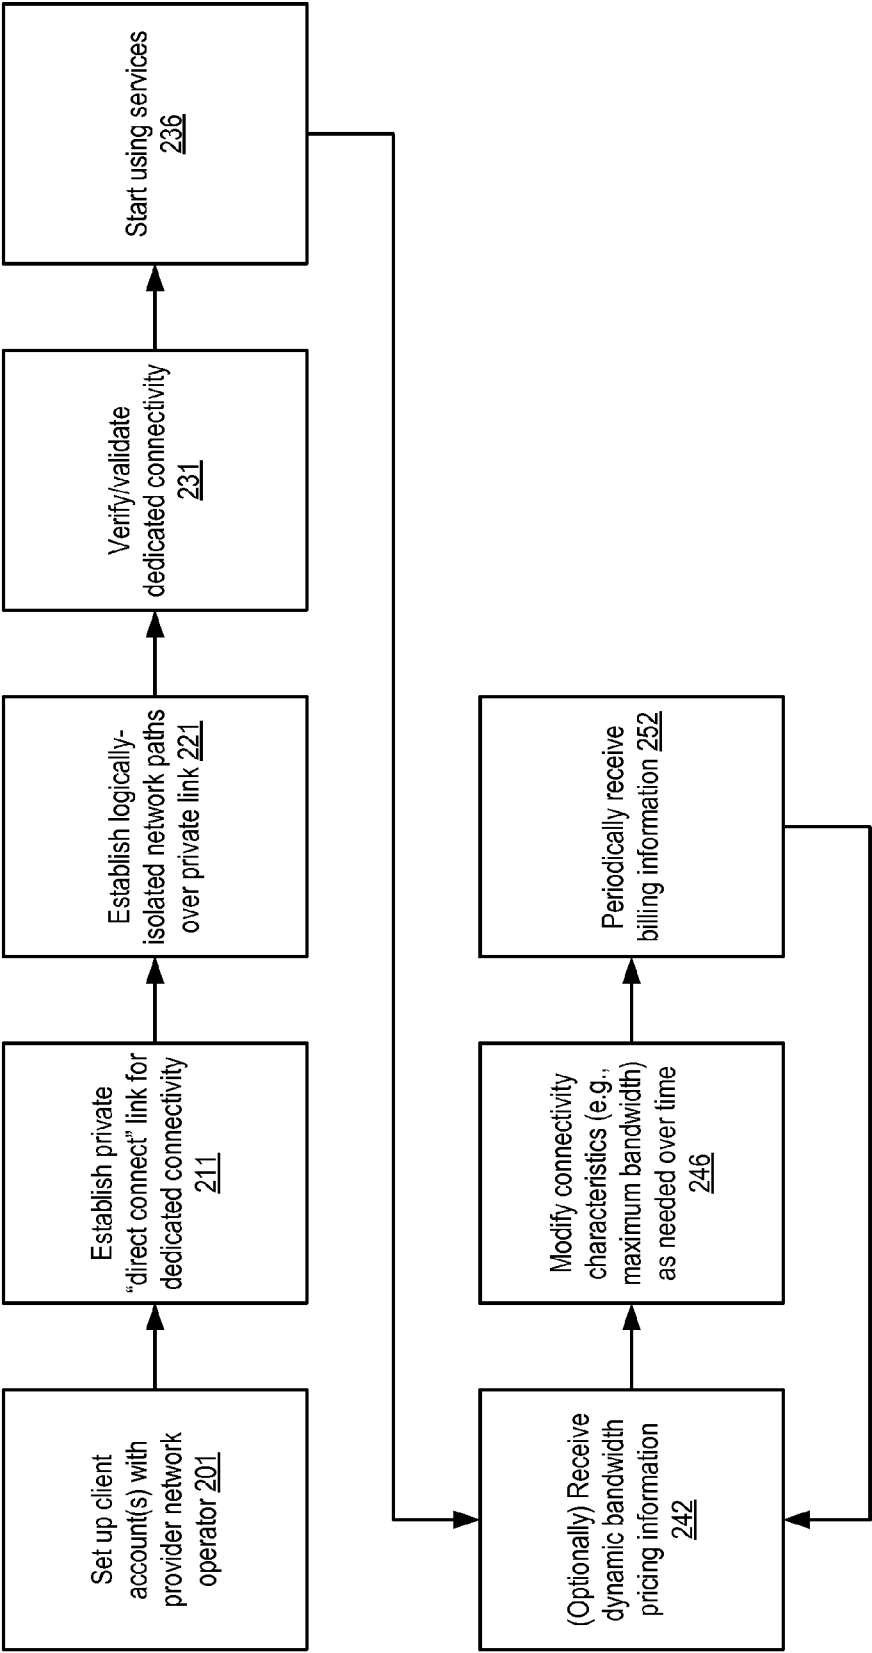 Set up client
account(s) with
provider network
operator 201
Establish private
“direct connect” link for
dedicated connectivity
211
Establish logically-
isolated network paths
over private link 221
Verify/validate
dedicated connectivity
231
Start using services
236
(Optionally) Receive
dynamic bandwidth
pricing information
242
Modify connectivity
characteristics (e.g.,
maximum bandwidth)
as needed over time
246
Periodically receive
billing information 252